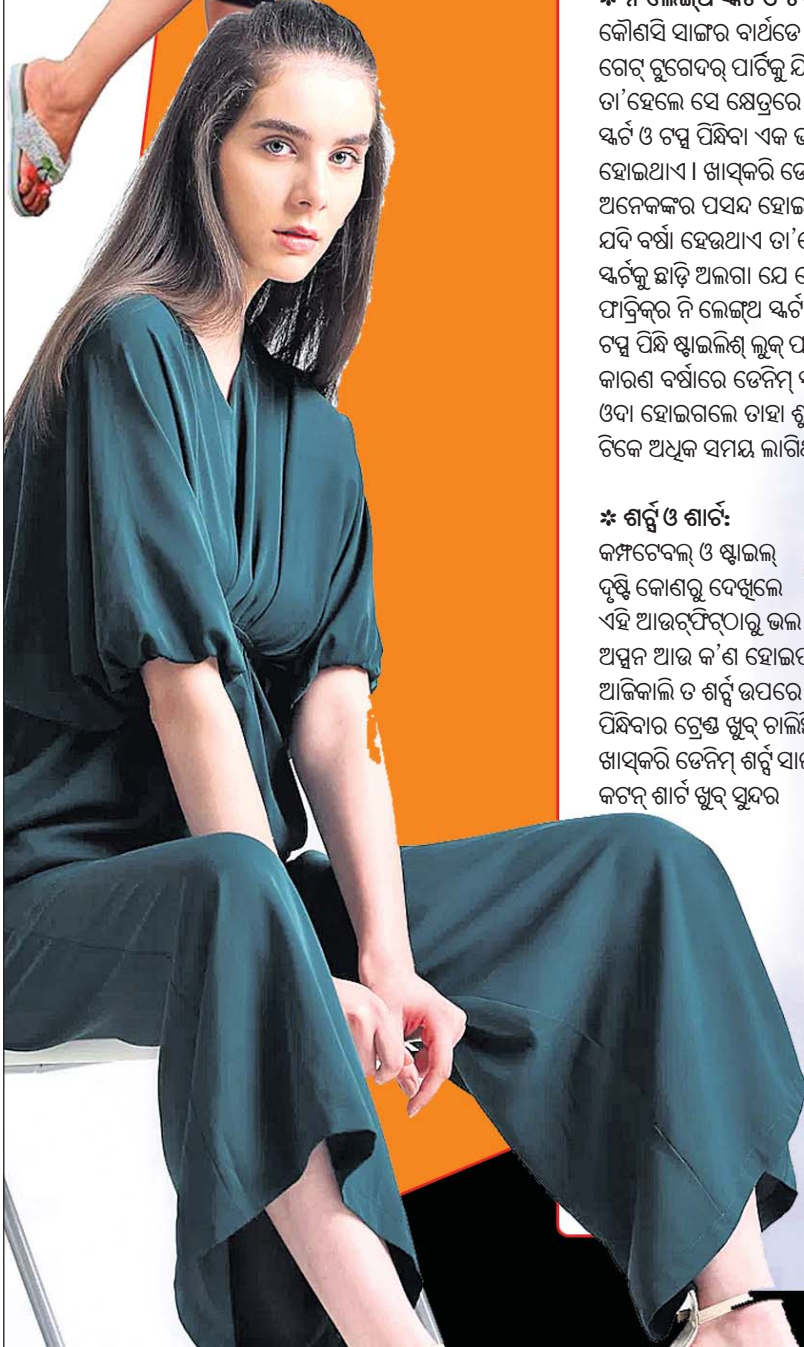 କୌଣସି ସାଙ୍ଗର ବାର୍ଥଡେ
ଗେଟ୍ ଟୁଗେଦର୍ ପାର୍ଟିକୁ
ତା'ହେଲେ ସେ କ୍ଷେତ୍ରରେ
ସ୍କର୍ଟ ଓ ଟପ୍ସ ପିନ୍ଧିବା ଏକ
ହୋଇଥାଏ । ଖାସ୍‌କରି
ଅନେକଙ୍କର ପସନ୍ଦ
ଯଦି ବର୍ଷା ହେଉଥାଏ
ସ୍କର୍ଟକୁ ଛାଡ଼ି ଅଲଗା ଯେ
ଫାବ୍ରିକ୍‌ର ନି ଲେଙ୍ଗ୍‌ଥ ସ୍କର୍ଟ
ଟପ୍ସ ପିନ୍ଧି ଷ୍ଟାଇଲିଶ୍ ଲୁକ୍
କାରଣ ବର୍ଷାରେ ଡେନିମ୍
ଓଦା ହୋଇଗଲେ ତାହା
ଟିକେ ଅଧିକ ସମୟ
✲ ଶର୍ଟ୍ସ ଓ ଶାର୍ଟ:
କମ୍ଫଟେବଲ୍ ଓ ଷ୍ଟାଇଲ୍
ଦୃଷ୍ଟି କୋଣରୁ ଦେଖିଲେ
ଏହି ଆଉଟ୍‌ଫିଟ୍‌ଠାରୁ ଭଲ
ଅପ୍ସନ ଆଉ କ'ଣ
ଆଜିକାଲି ତ ଶର୍ଟ୍ସ ଉପରେ
ପିନ୍ଧିବାର ଟ୍ରେଣ୍ଡ ଖୁବ୍
ଖାସ୍‌କରି ଡେନିମ୍ ଶର୍ଟ୍ସ
କଟନ୍ ଶାର୍ଟ ଖୁବ୍ ସୁନ୍ଦର